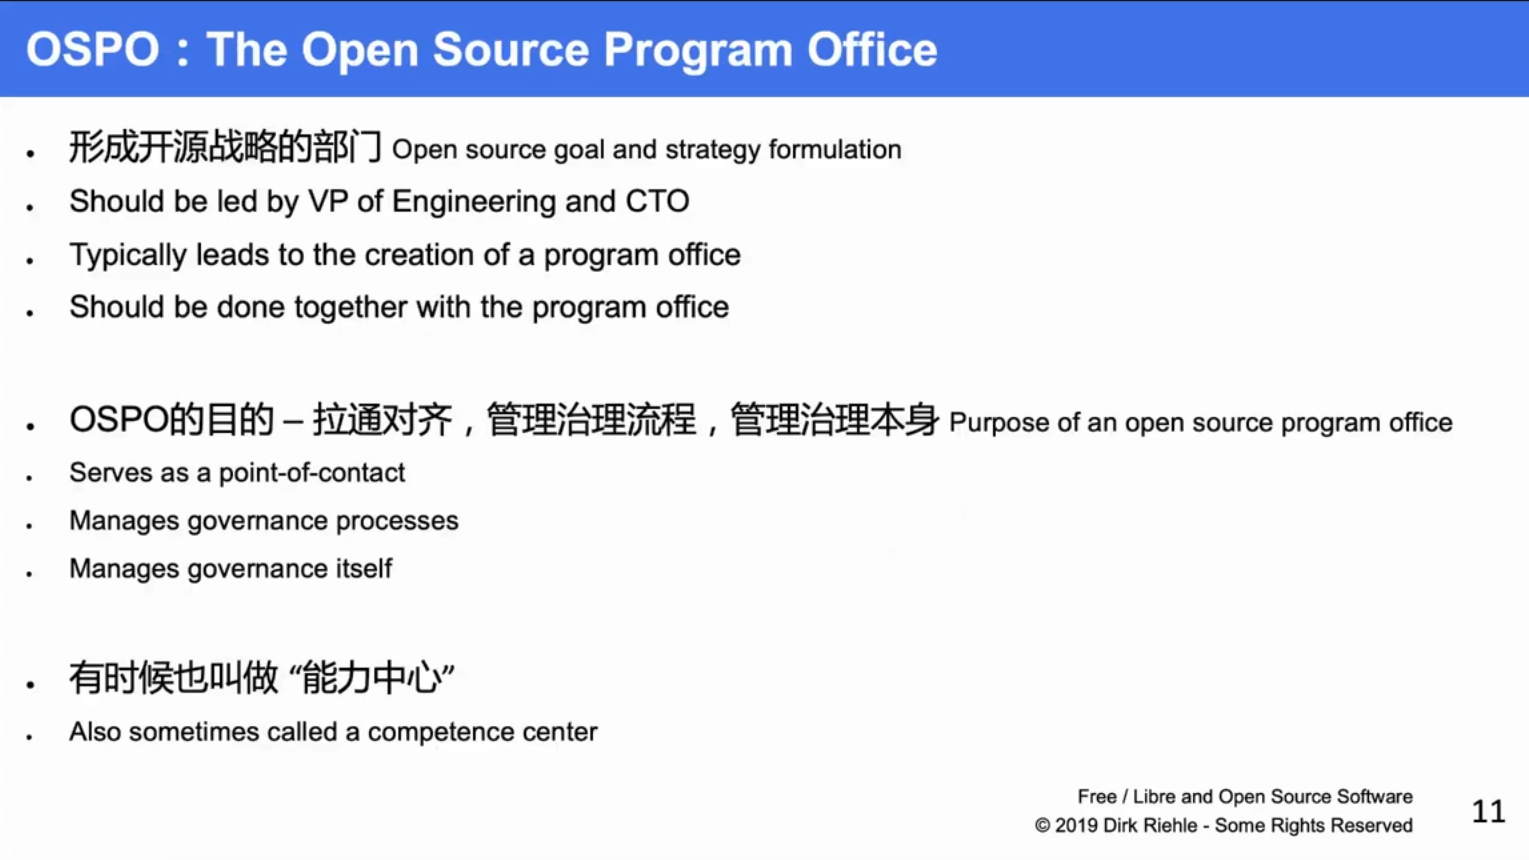 OSPO：The Open Source Program Office
• 形成开源战略的部门 Open source goal and strategy formulation
• Should be led by VP of Engineering and CTO
• Typically leads to the creation of a program office
• Should be done together with the program office
• OSPO的目的 – 拉通对齐，管理治理流程，管理治理本身 Purpose of an open source program office
• Serves as a point-of-contact
• Manages governance processes
• Manages governance itself
• 有时候也叫做 “能力中心”
• Also sometimes called a competence center
Free / Libre and Open Source Software
© 2019 Dirk Riehle - Some Rights Reserved
11